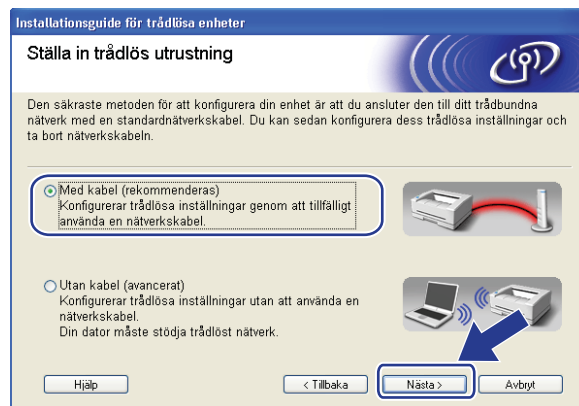 Installationsguide för trådlösa enheter
Ställa in trådlös utrustning
Den säkraste metoden för att konfigurera din enhet är att du ansluter den till ditt trådbundna
nätverk med en standardnätverkskabel. Du kan sedan konfigurera dess trådlösa inställningar och
ta bort nätverkskabeln.
Med kabel (rekommenderas)
Konfigurerar trådlösa inställningar genom att tillfälligt
använda en nätverkskabel.
Utan kabel (avancerat)
Konfigurerar trådlösa inställningar utan att använda en
nätverkskabel.
Din dator måste stödja trådlöst nätverk.
Hjälp
< Tillbaka
Nästa >
Avbryt